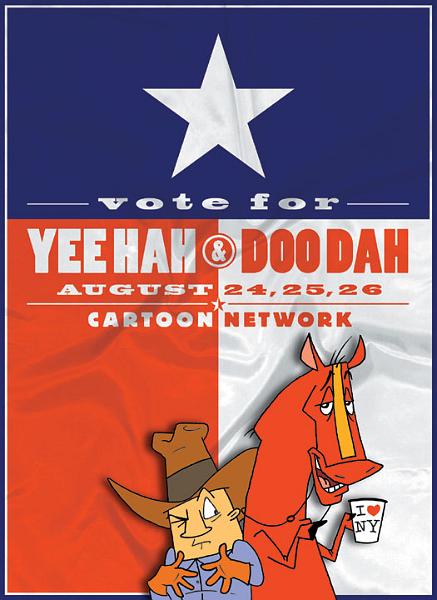 vote for
YEE HAH & DOO DAH
AUGUST 24, 25, 26
CARTOON NETWORK
I ♥
NY